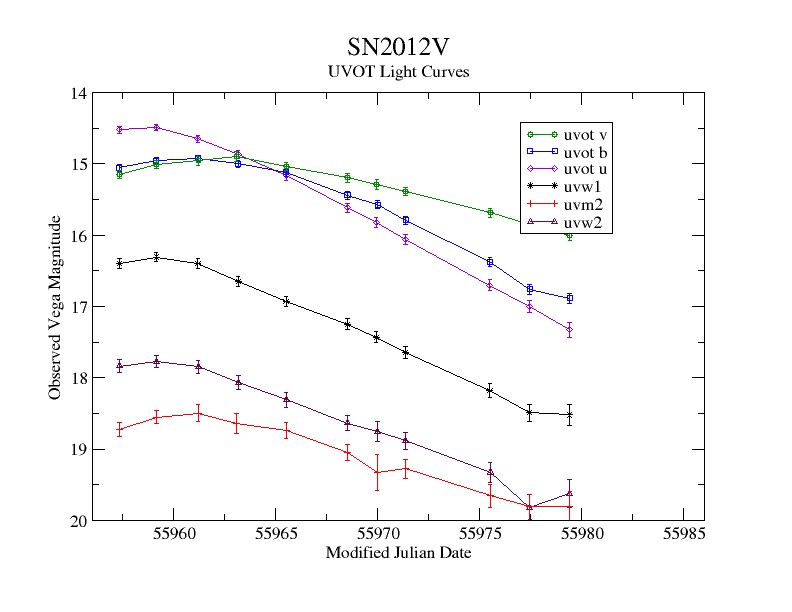 SN2012V
UVOT Light Curves
14
15
16
17
18
19
20
Observed Vega Magnitude
uvot v
uvot b
uvot u
uvw1
uvm2
uvw2
55960 55965 55970 55975 55980 55985
Modified Julian Date